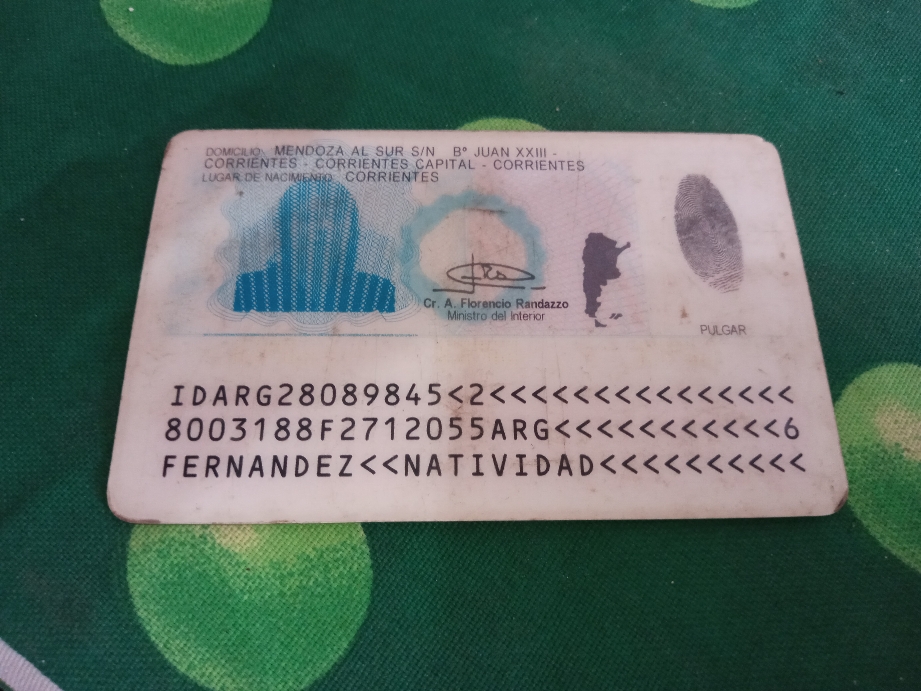 DOMICILIO: MENDOZA AL SUR S/N Bº JUAN XXIII -
CORRIENTES - CORRIENTES CAPITAL - CORRIENTES
LUGAR DE NACIMIENTO: CORRIENTES
Cr. A. Florencio Randazzo
Ministro del Interior
PULGAR
IDARG28089845<2<<<<<<<<<<<<<<<
8003188F2712055ARG<<<<<<<<<<<6
FERNANDEZ<<NATIVIDAD<<<<<<<<<<